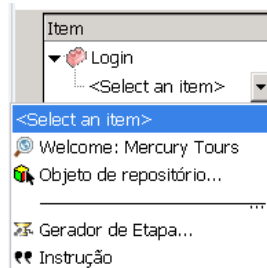 Item
Login
<Select an item>
<Select an item>
Welcome: Mercury Tours
Objeto de repositório...
...
Gerador de Etapa...
Instrução